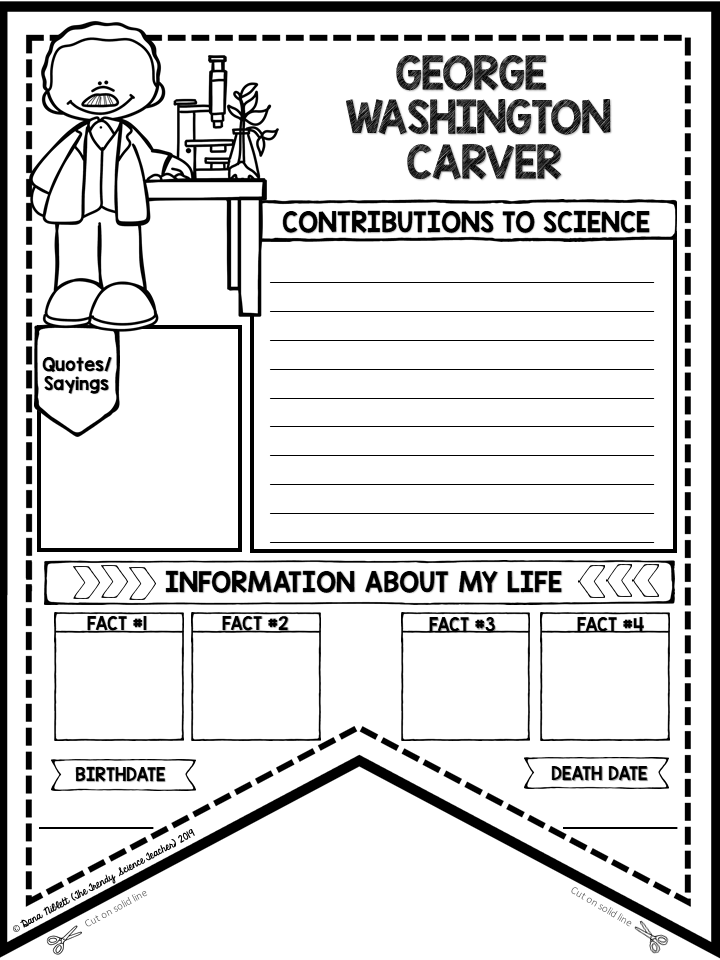 GEORGE
WASHINGTON
CARVER
CONTRIBUTIONS TO SCIENCE
Quotes/
Sayings
INFORMATION ABOUT MY LIFE
FACT #1
FACT #2
FACT #3
FACT #4
BIRTHDATE
DEATH DATE
© Dana Niblett (The Trendy Science Teacher) 2019
Cut on solid line
Cut on solid line